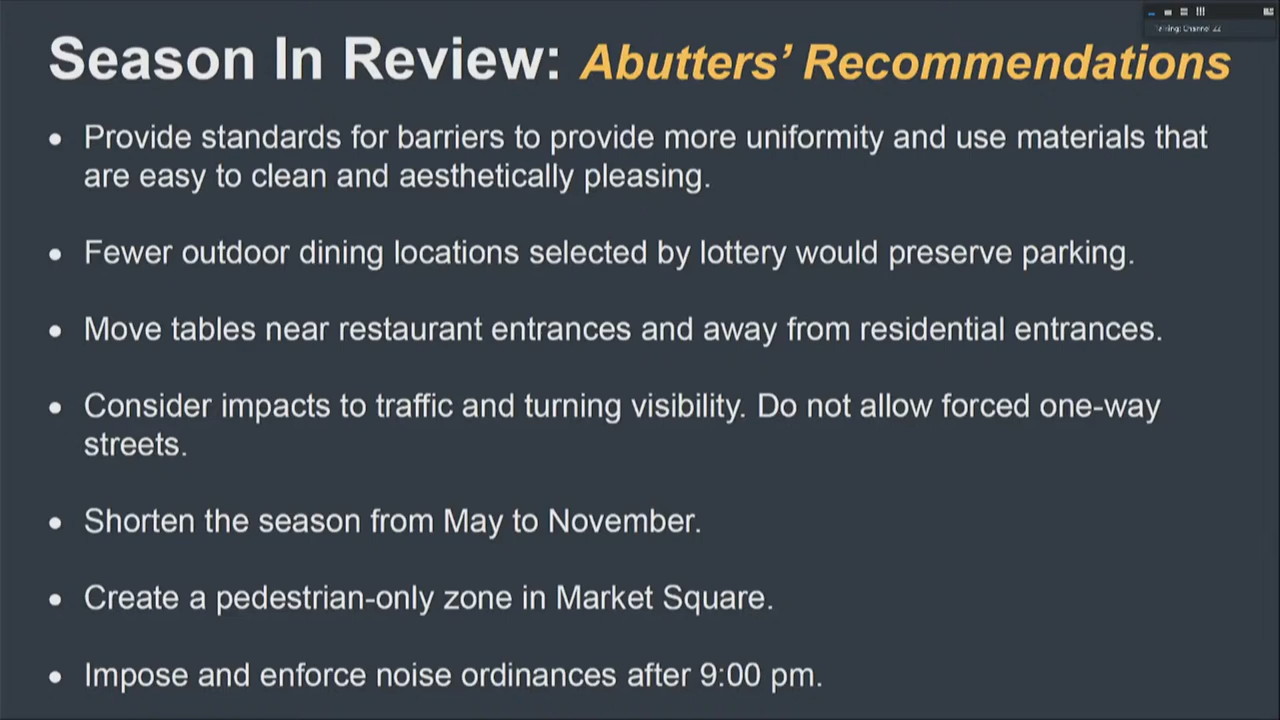 Season In Review: Abutters' Recommendations
• Provide standards for barriers to provide more uniformity and use materials that
are easy to clean and aesthetically pleasing.
• Fewer outdoor dining locations selected by lottery would preserve parking.
• Move tables near restaurant entrances and away from residential entrances.
• Consider impacts to traffic and turning visibility. Do not allow forced one-way
streets.
• Shorten the season from May to November.
• Create a pedestrian-only zone in Market Square.
• Impose and enforce noise ordinances after 9:00 pm.